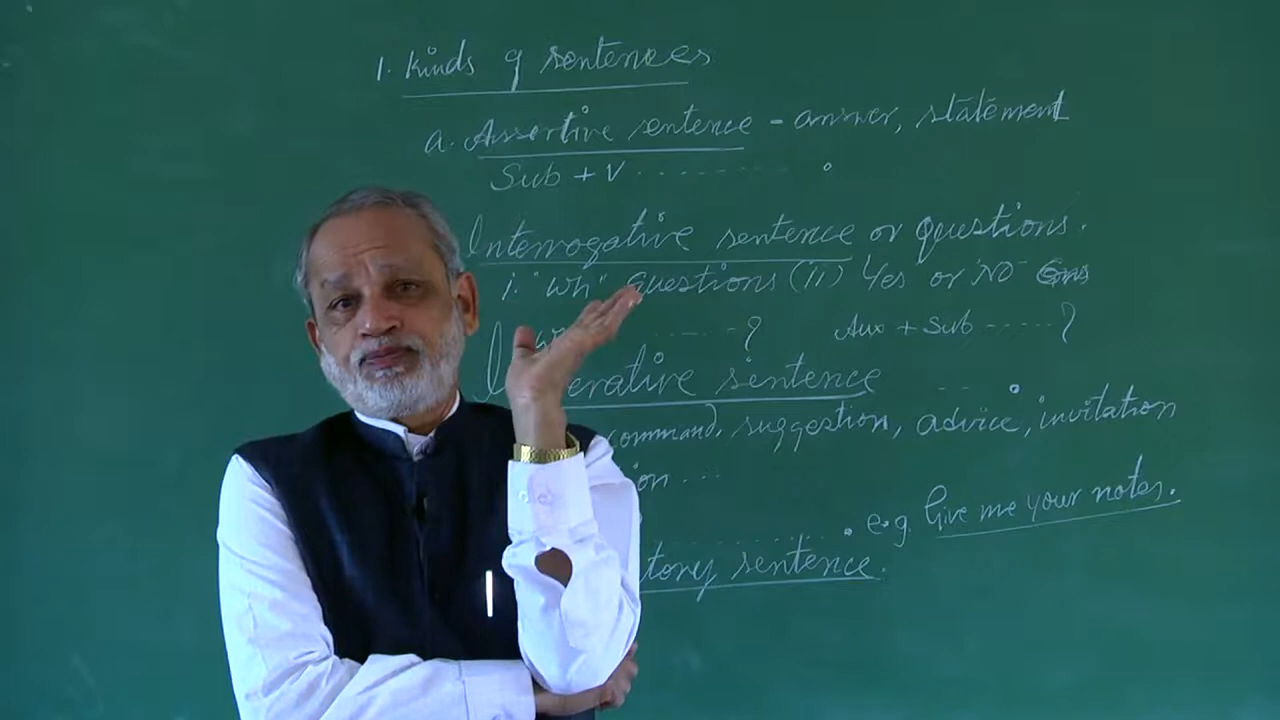 1. Kinds of sentences
a. Assertive sentence - answer, statement
Sub + V ............ .
Interrogative sentence or questions.
i. "Wh" questions (ii) Yes or No
...... ? Aux + Sub ...... ?
erative sentence ... .
command, suggestion, advice, invitation
ion ...
............ . e.g. Give me your notes.
tory sentence.